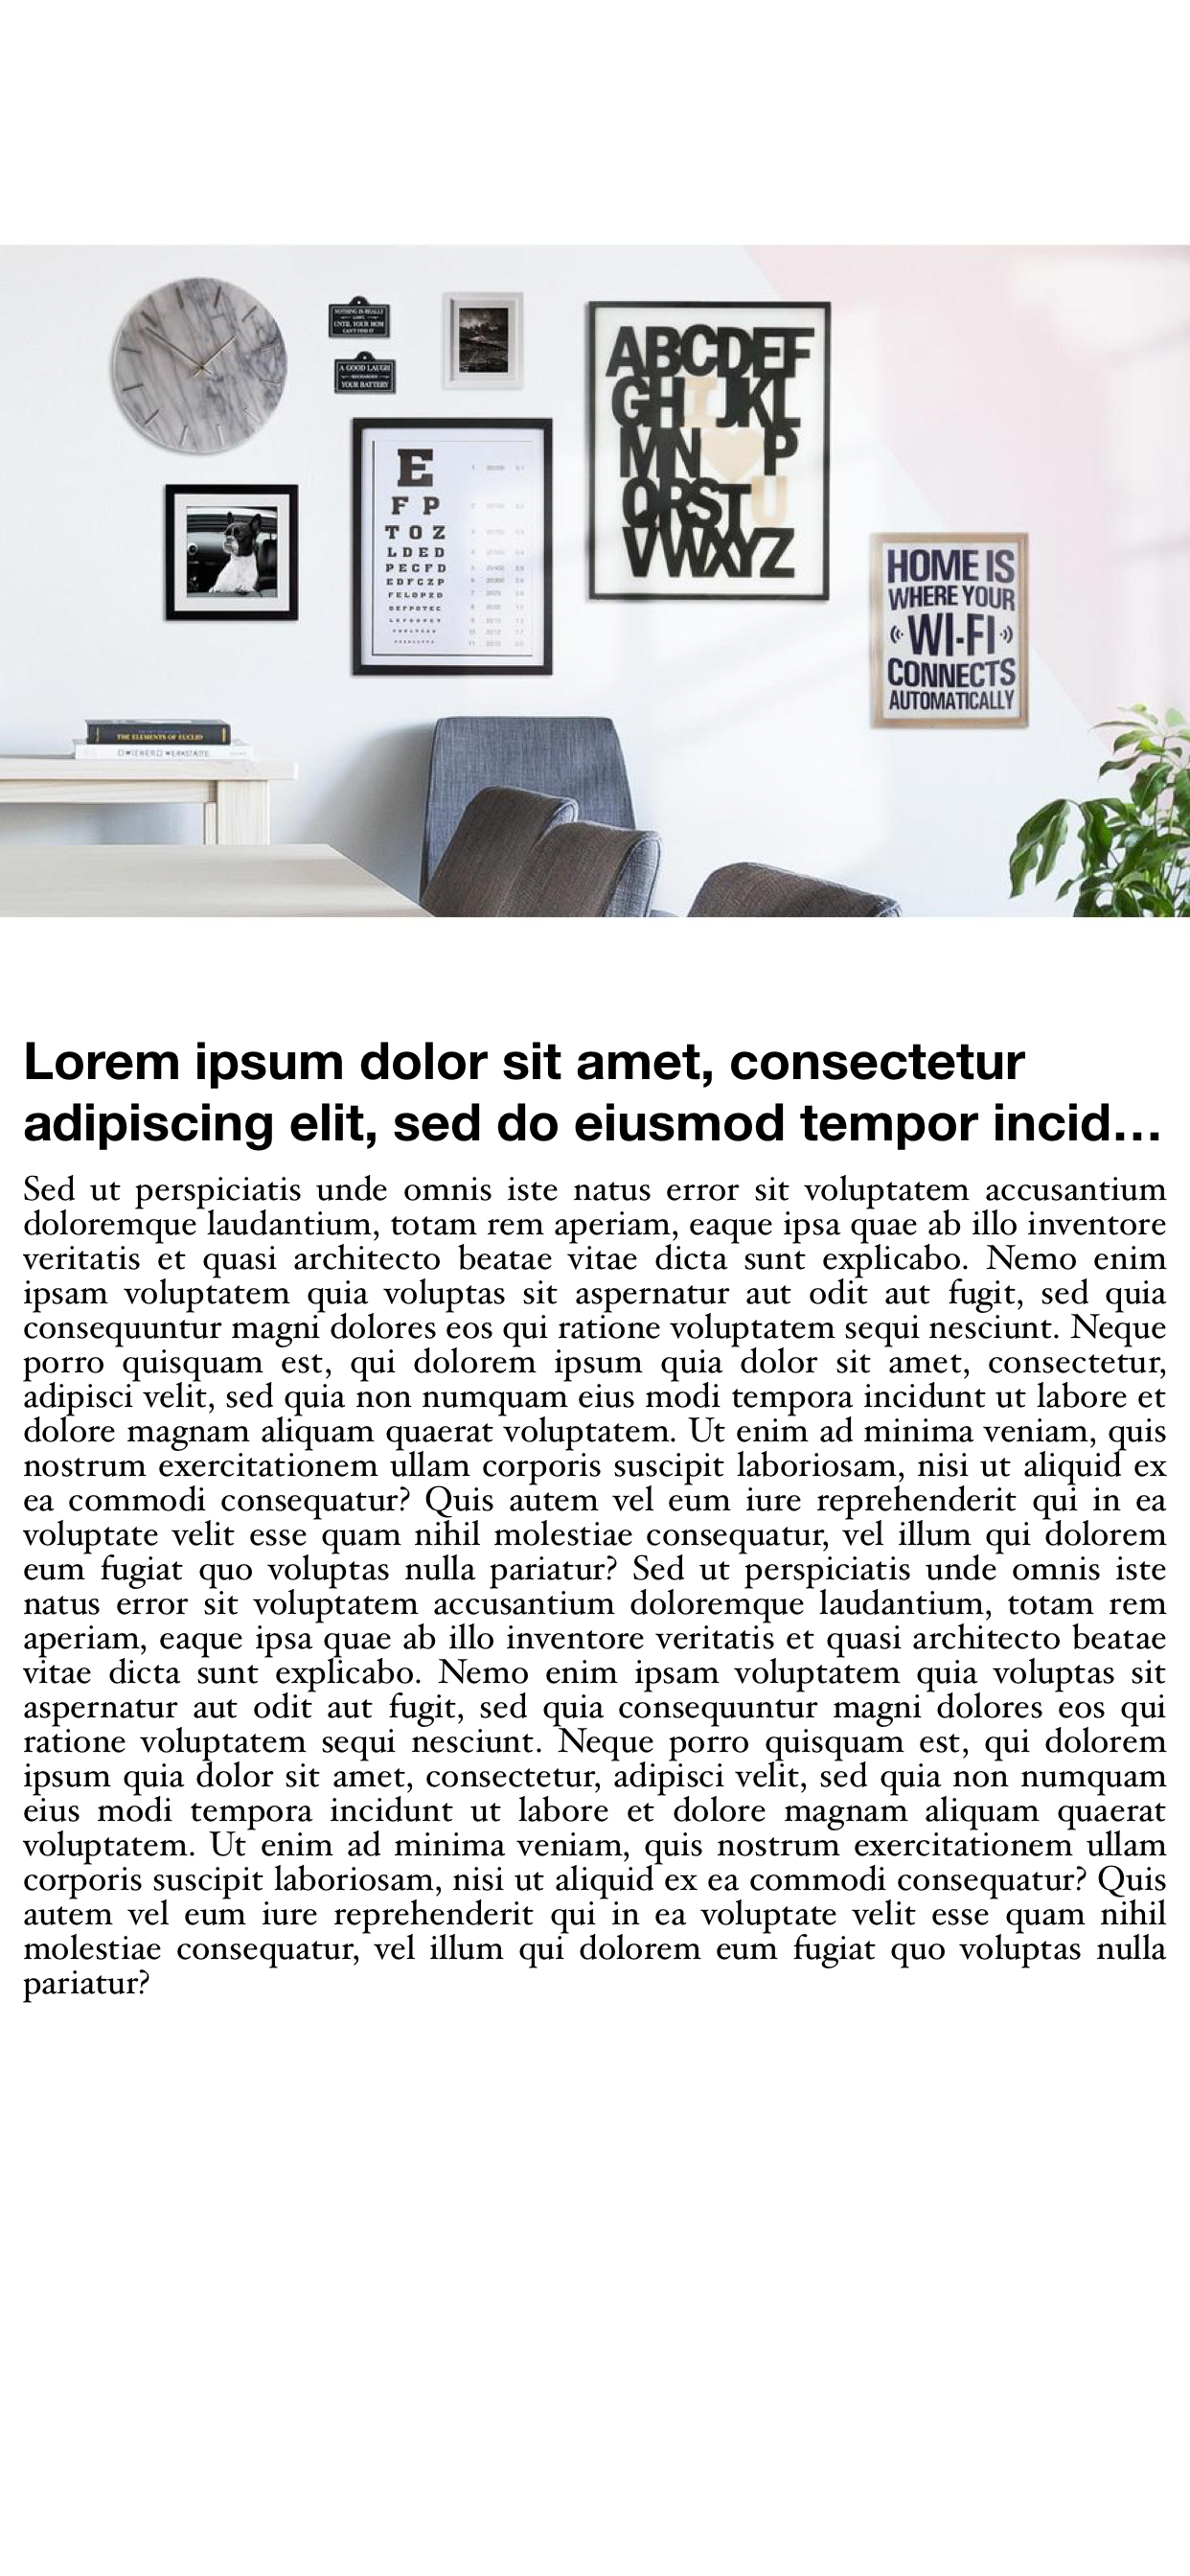 NOTHING IS REALLY
LOST
UNTIL YOUR MOM
CAN'T FIND IT
A GOOD LAUGH
RECHARGES
YOUR BATTERY
ABCDEF
GHIJKL
MN P
QRSTU
VWXYZ
E
F P
T O Z
L D E D
P E C F D
E D F C Z P
F E L O P Z D
D E F P O T E C
HOME IS
WHERE YOUR
WI-FI
CONNECTS
AUTOMATICALLY
THE ELEMENTS OF EUCLID
WIENER WERKSTÄTTE
Lorem ipsum dolor sit amet, consectetur
adipiscing elit, sed do eiusmod tempor incid...
Sed ut perspiciatis unde omnis iste natus error sit voluptatem accusantium
doloremque laudantium, totam rem aperiam, eaque ipsa quae ab illo inventore
veritatis et quasi architecto beatae vitae dicta sunt explicabo. Nemo enim
ipsam voluptatem quia voluptas sit aspernatur aut odit aut fugit, sed quia
consequuntur magni dolores eos qui ratione voluptatem sequi nesciunt. Neque
porro quisquam est, qui dolorem ipsum quia dolor sit amet, consectetur,
adipisci velit, sed quia non numquam eius modi tempora incidunt ut labore et
dolore magnam aliquam quaerat voluptatem. Ut enim ad minima veniam, quis
nostrum exercitationem ullam corporis suscipit laboriosam, nisi ut aliquid ex
ea commodi consequatur? Quis autem vel eum iure reprehenderit qui in ea
voluptate velit esse quam nihil molestiae consequatur, vel illum qui dolorem
eum fugiat quo voluptas nulla pariatur? Sed ut perspiciatis unde omnis iste
natus error sit voluptatem accusantium doloremque laudantium, totam rem
aperiam, eaque ipsa quae ab illo inventore veritatis et quasi architecto beatae
vitae dicta sunt explicabo. Nemo enim ipsam voluptatem quia voluptas sit
aspernatur aut odit aut fugit, sed quia consequuntur magni dolores eos qui
ratione voluptatem sequi nesciunt. Neque porro quisquam est, qui dolorem
ipsum quia dolor sit amet, consectetur, adipisci velit, sed quia non numquam
eius modi tempora incidunt ut labore et dolore magnam aliquam quaerat
voluptatem. Ut enim ad minima veniam, quis nostrum exercitationem ullam
corporis suscipit laboriosam, nisi ut aliquid ex ea commodi consequatur? Quis
autem vel eum iure reprehenderit qui in ea voluptate velit esse quam nihil
molestiae consequatur, vel illum qui dolorem eum fugiat quo voluptas nulla
pariatur?